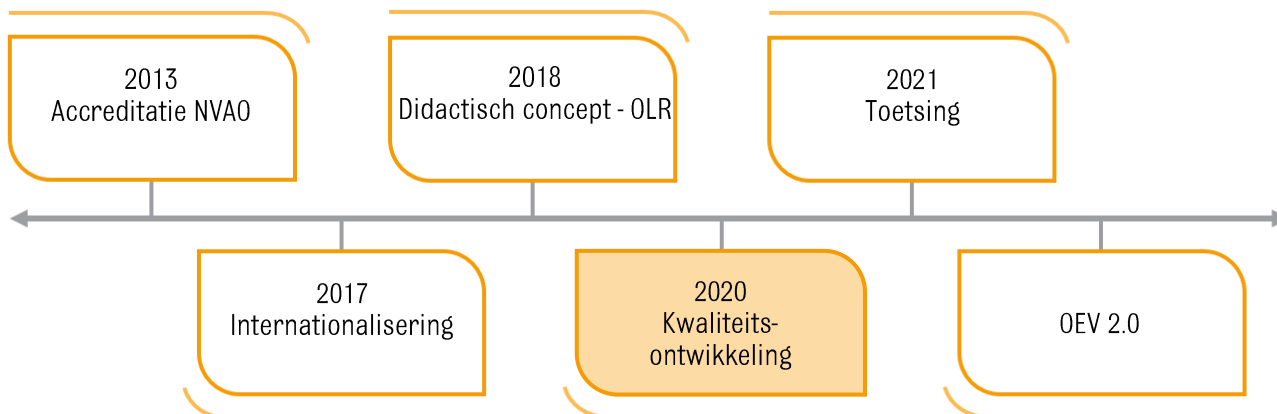 2013
Accreditatie NVAO
2018
Didactisch concept - OLR
2021
Toetsing
2017
Internationalisering
2020
Kwaliteits-
ontwikkeling
OEV 2.0